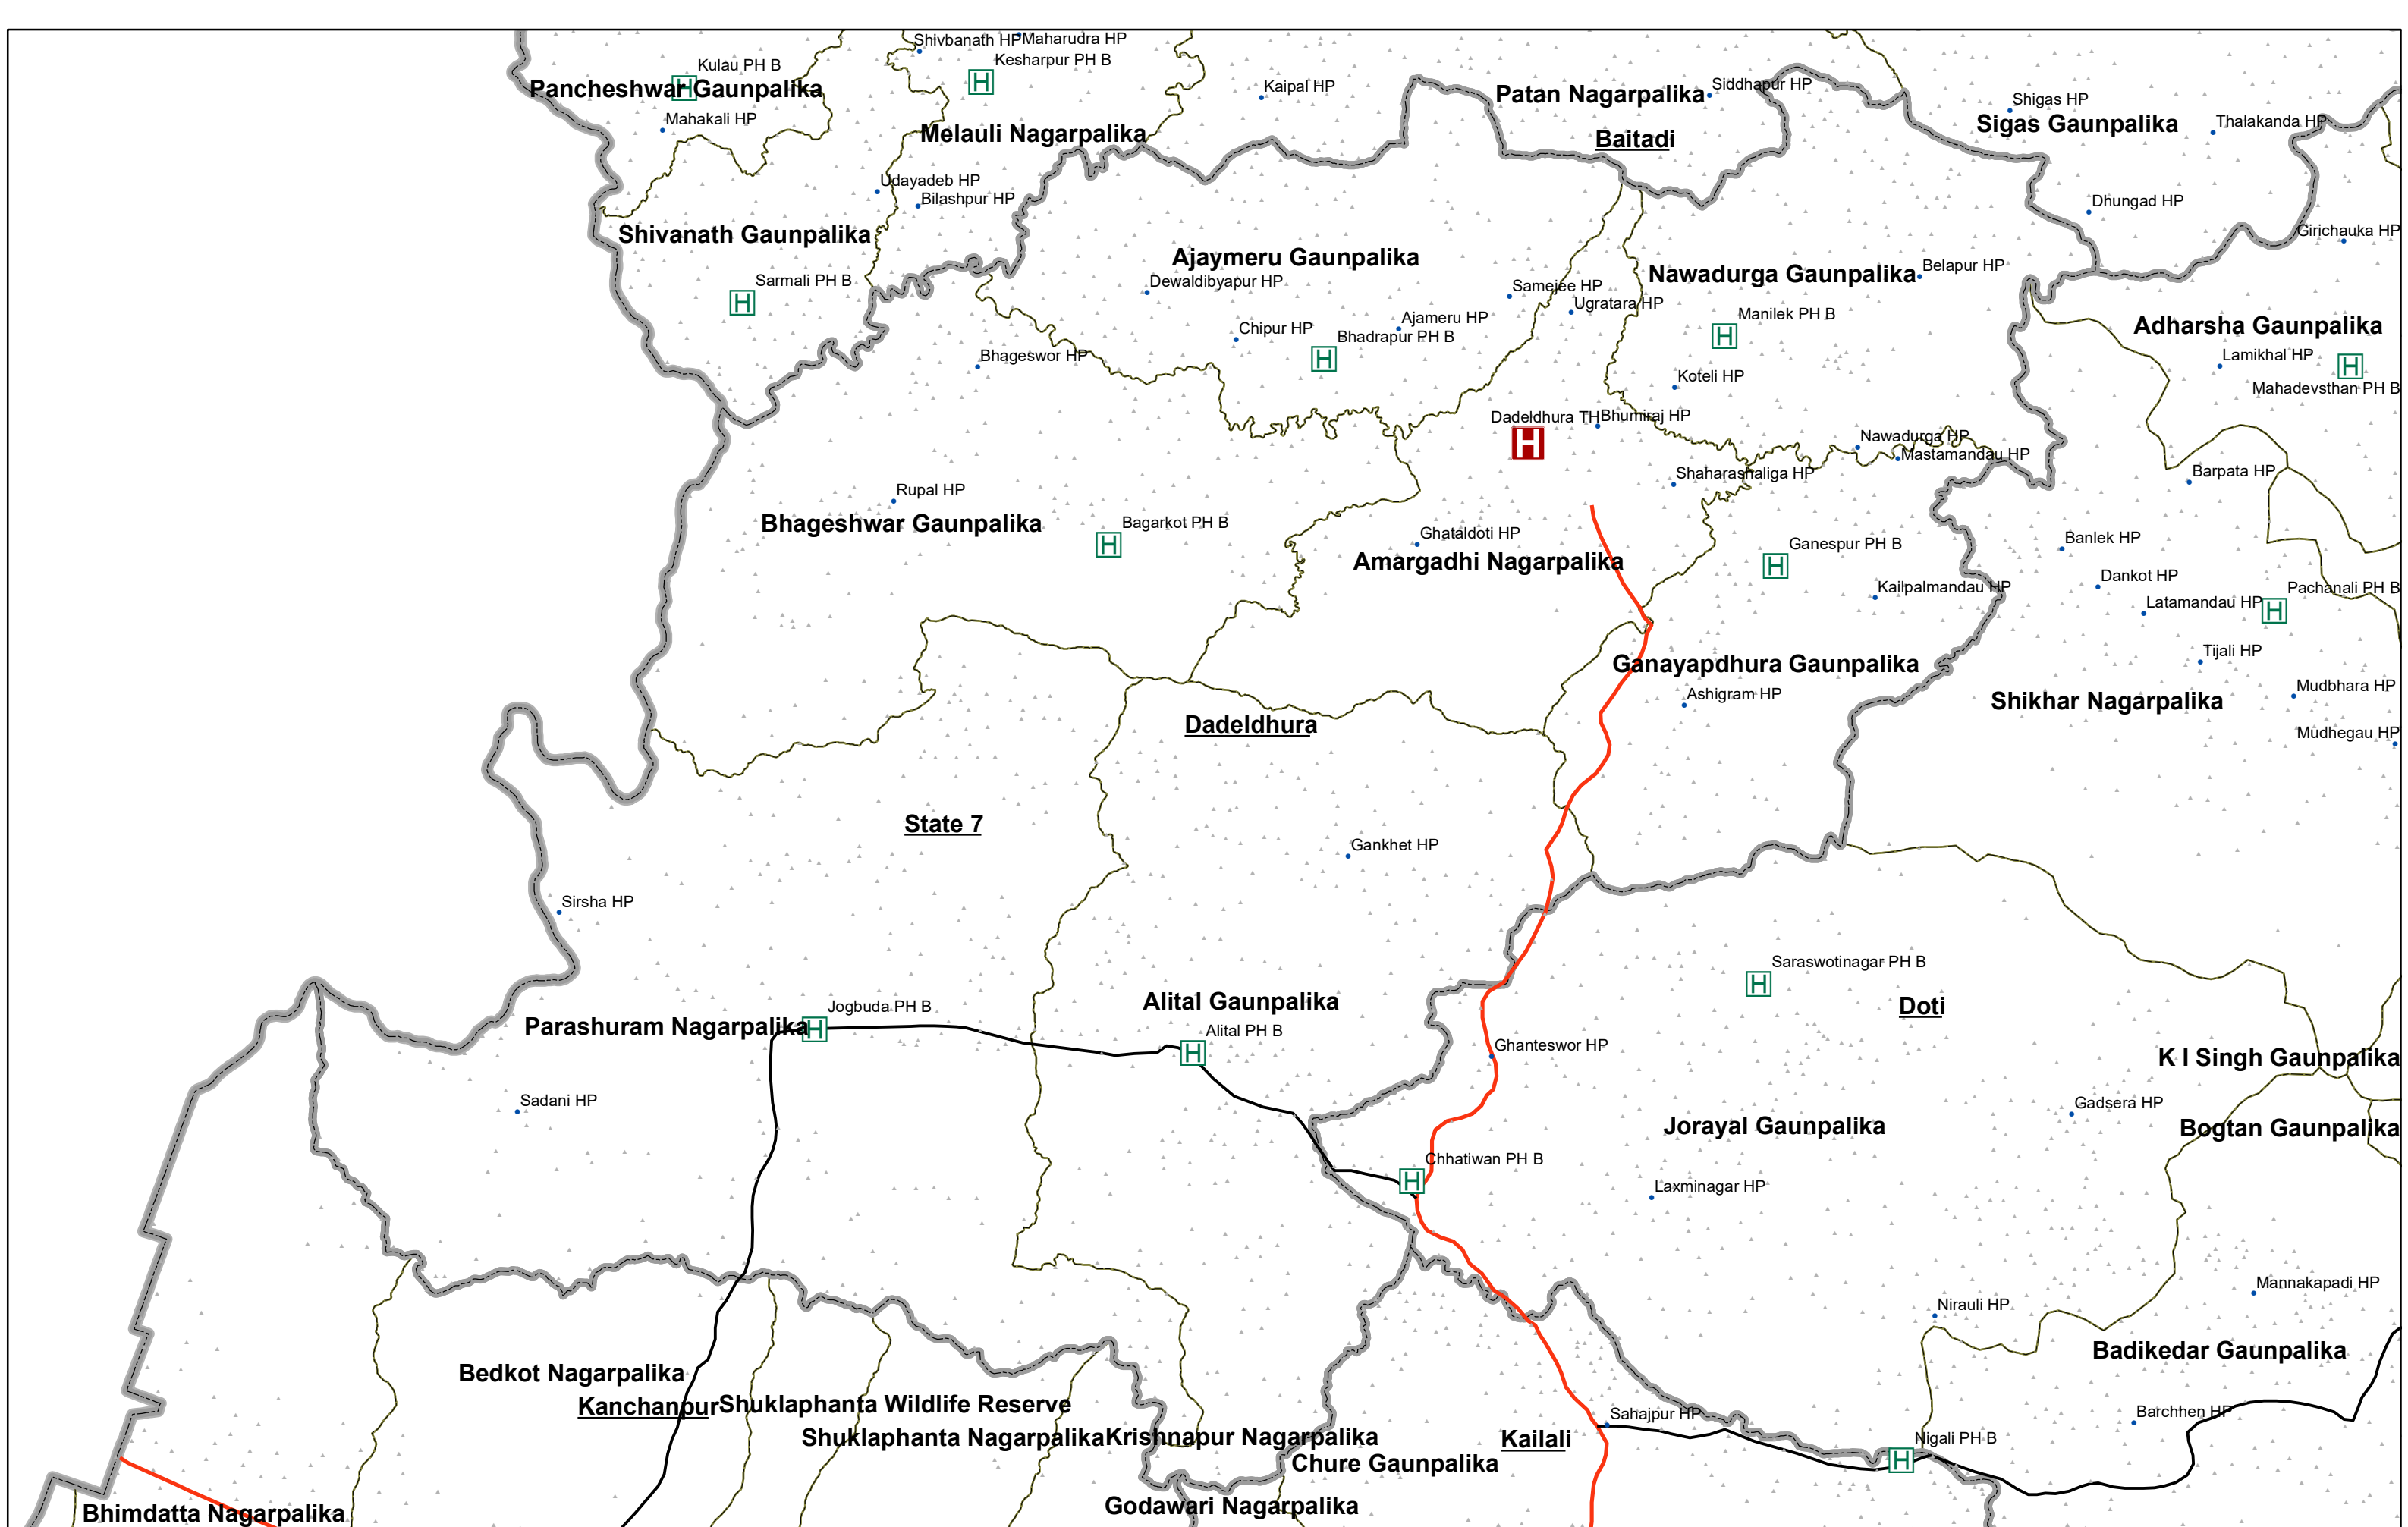 Shivbanath HP
Maharudra HP
Kulau PH B
Kesharpur PH B
Pancheshwar Gaunpalika
Kaipal HP
Patan Nagarpalika
Siddhapur HP
Shigas HP
Mahakali HP
Melauli Nagarpalika
Baitadi
Sigas Gaunpalika
Thalakanda HP
Udayadeb HP
Bilashpur HP
Dhungad HP
Shivanath Gaunpalika
Girichauka HP
Ajaymeru Gaunpalika
Nawadurga Gaunpalika
Belapur HP
Sarmali PH B
Dewaldibyapur HP
Samejee HP
Ugratara HP
Manilek PH B
Adharsha Gaunpalika
Chipur HP
Ajameru HP
Bhadrapur PH B
Bhageswor HP
Lamikhal HP
Koteli HP
Mahadevsthan PH B
Dadeldhura TH
Bhumiraj HP
Nawadurga HP
Mastamandau HP
Shaharashaliga HP
Barpata HP
Rupal HP
Bhageshwar Gaunpalika
Bagarkot PH B
Ghataldoti HP
Amargadhi Nagarpalika
Ganespur PH B
Banlek HP
Kailpalmandau HP
Dankot HP
Latamandau HP
Pachanali PH B
Ganayapdhura Gaunpalika
Tijali HP
Ashigram HP
Shikhar Nagarpalika
Mudbhara HP
Dadeldhura
Mudhegau HP
State 7
Gankhet HP
Sirsha HP
Saraswotinagar PH B
Jogbuda PH B
Alital Gaunpalika
Doti
Parashuram Nagarpalika
Alital PH B
Ghanteswor HP
K I Singh Gaunpalika
Sadani HP
Gadsera HP
Jorayal Gaunpalika
Bogtan Gaunpalika
Chhatiwan PH B
Laxminagar HP
Mannakapadi HP
Nirauli HP
Badikedar Gaunpalika
Bedkot Nagarpalika
Kanchanpur
Shuklaphanta Wildlife Reserve
Sahajpur HP
Barchhen HP
Shuklaphanta Nagarpalika
Krishnapur Nagarpalika
Kailali
Nigali PH B
Chure Gaunpalika
Bhimdatta Nagarpalika
Godawari Nagarpalika